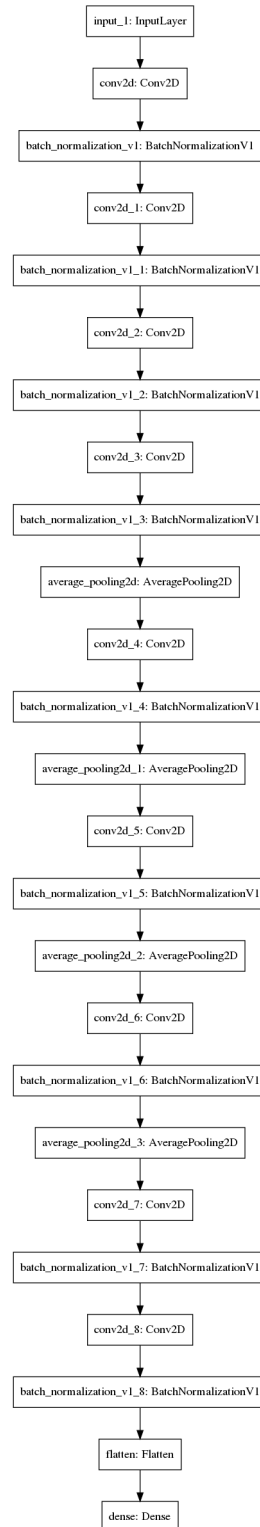 input_1: InputLayer
conv2d: Conv2D
batch_normalization_v1: BatchNormalizationV1
conv2d_1: Conv2D
batch_normalization_v1_1: BatchNormalizationV1
conv2d_2: Conv2D
batch_normalization_v1_2: BatchNormalizationV1
conv2d_3: Conv2D
batch_normalization_v1_3: BatchNormalizationV1
average_pooling2d: AveragePooling2D
conv2d_4: Conv2D
batch_normalization_v1_4: BatchNormalizationV1
average_pooling2d_1: AveragePooling2D
conv2d_5: Conv2D
batch_normalization_v1_5: BatchNormalizationV1
average_pooling2d_2: AveragePooling2D
conv2d_6: Conv2D
batch_normalization_v1_6: BatchNormalizationV1
average_pooling2d_3: AveragePooling2D
conv2d_7: Conv2D
batch_normalization_v1_7: BatchNormalizationV1
conv2d_8: Conv2D
batch_normalization_v1_8: BatchNormalizationV1
flatten: Flatten
dense: Dense